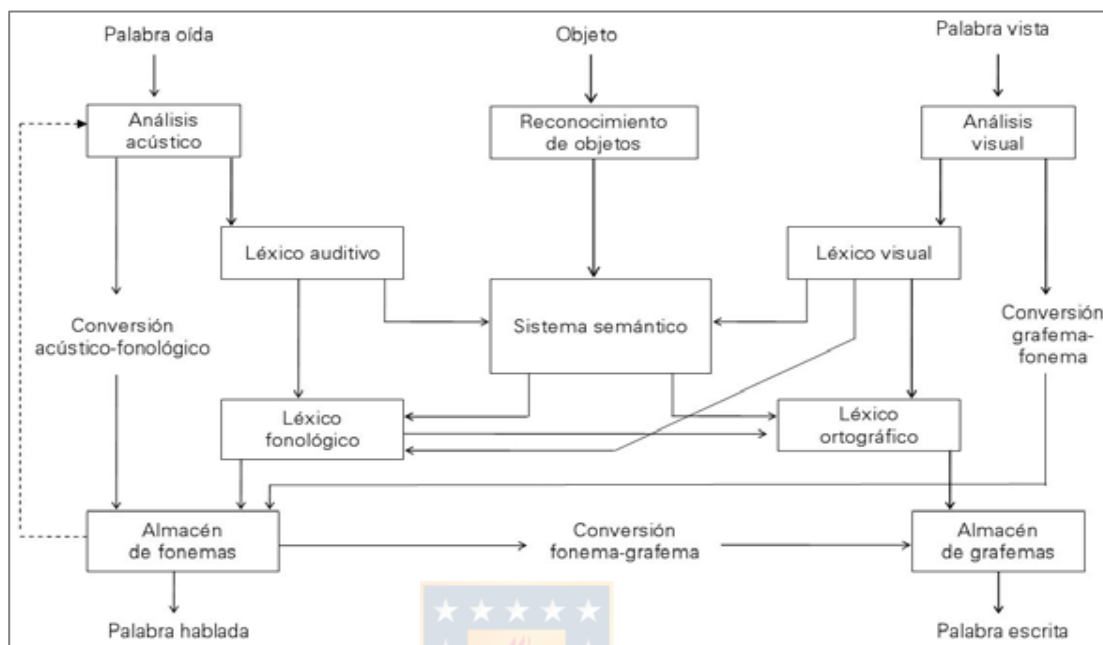 Palabra oída
Objeto
Palabra vista
Análisis
acústico
Reconocimiento
de objetos
Análisis
visual
Léxico auditivo
Léxico visual
Sistema semántico
Conversión
acústico-fonológico
Conversión
grafema-
fonema
Léxico
fonológico
Léxico
ortográfico
Almacén
de fonemas
Conversión
fonema-grafema
Almacén
de grafemas
Palabra hablada
Palabra escrita